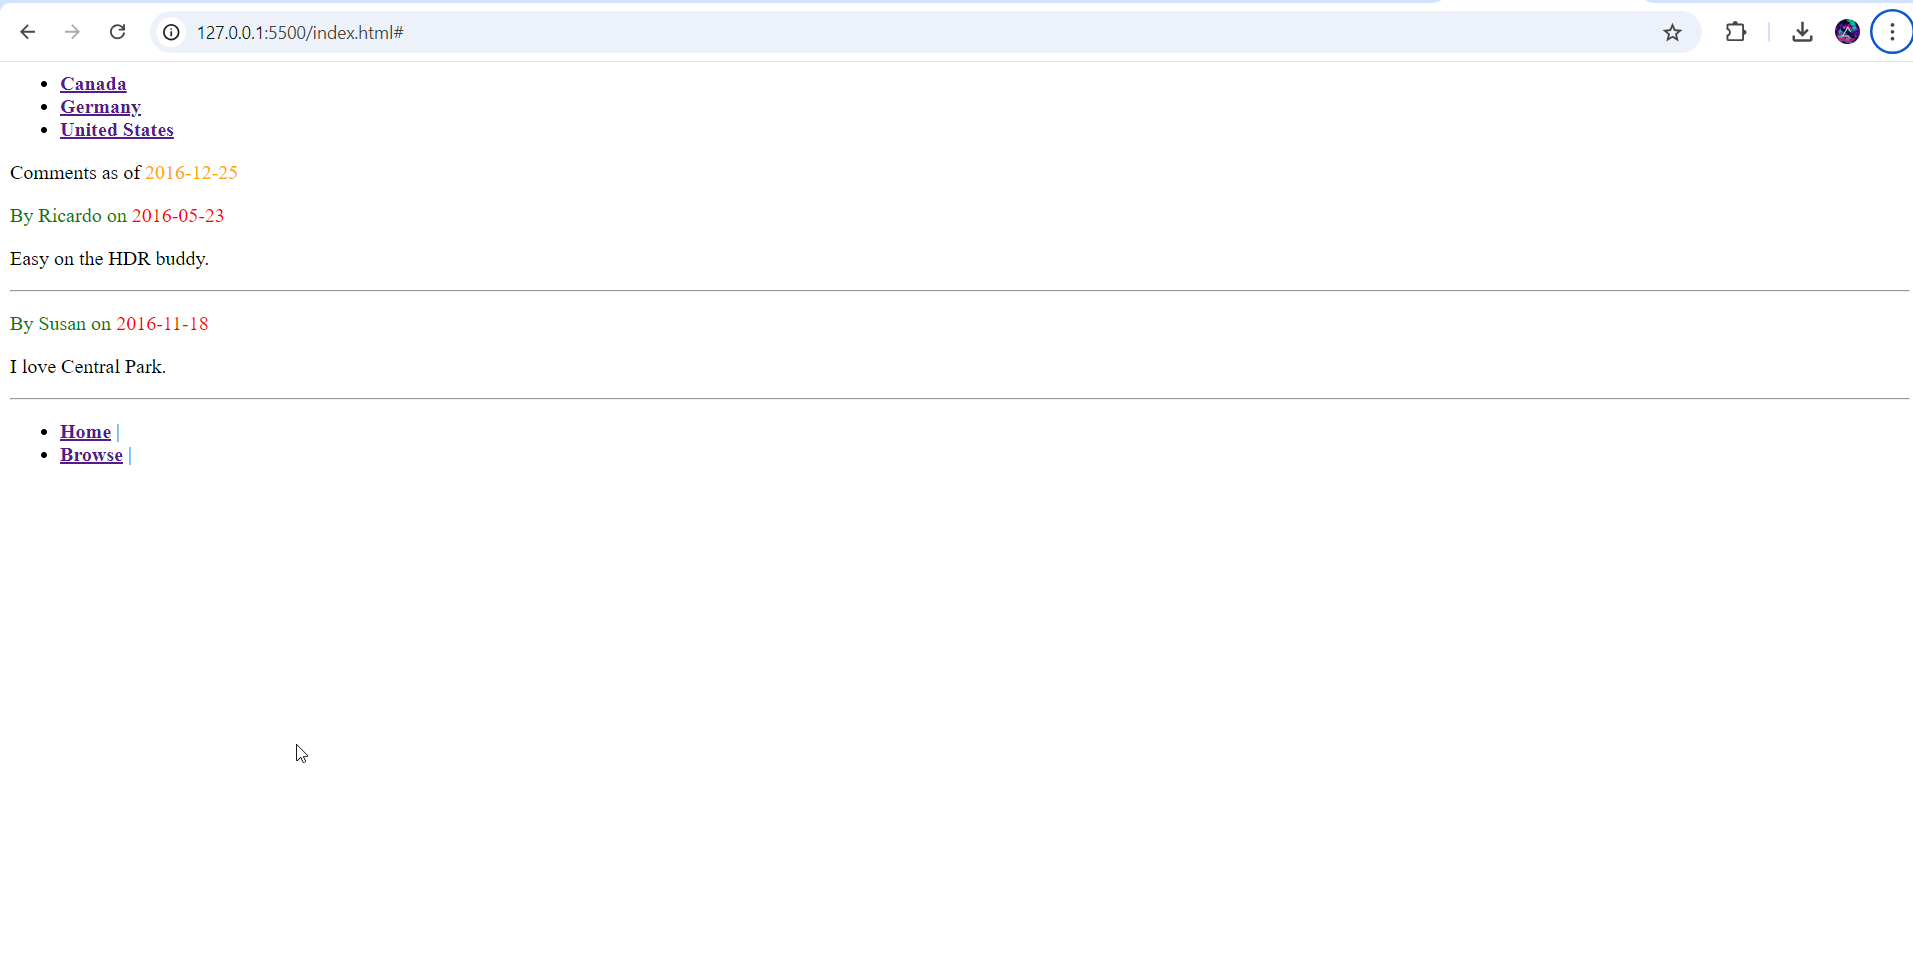 127.0.0.1:5500/index.html#
Canada
Germany
United States
Comments as of 2016-12-25
By Ricardo on 2016-05-23
Easy on the HDR buddy.
By Susan on 2016-11-18
I love Central Park.
Home |
Browse |